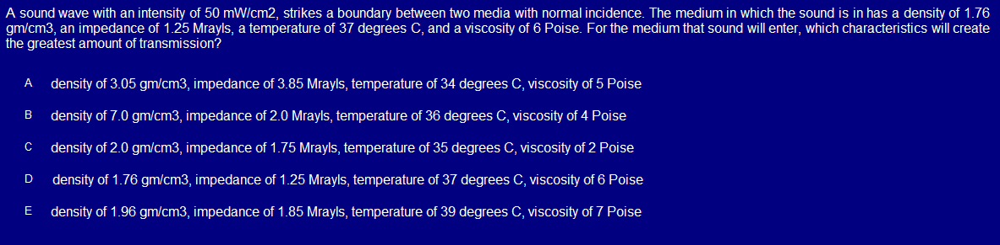 A sound wave with an intensity of 50 mW/cm2, strikes a boundary between two media with normal incidence. The medium in which the sound is in has a density of 1.76
gm/cm3, an impedance of 1.25 Mrayls, a temperature of 37 degrees C, and a viscosity of 6 Poise. For the medium that sound will enter, which characteristics will create
the greatest amount of transmission?
A density of 3.05 gm/cm3, impedance of 3.85 Mrayls, temperature of 34 degrees C, viscosity of 5 Poise
B density of 7.0 gm/cm3, impedance of 2.0 Mrayls, temperature of 36 degrees C, viscosity of 4 Poise
C density of 2.0 gm/cm3, impedance of 1.75 Mrayls, temperature of 35 degrees C, viscosity of 2 Poise
D density of 1.76 gm/cm3, impedance of 1.25 Mrayls, temperature of 37 degrees C, viscosity of 6 Poise
E density of 1.96 gm/cm3, impedance of 1.85 Mrayls, temperature of 39 degrees C, viscosity of 7 Poise